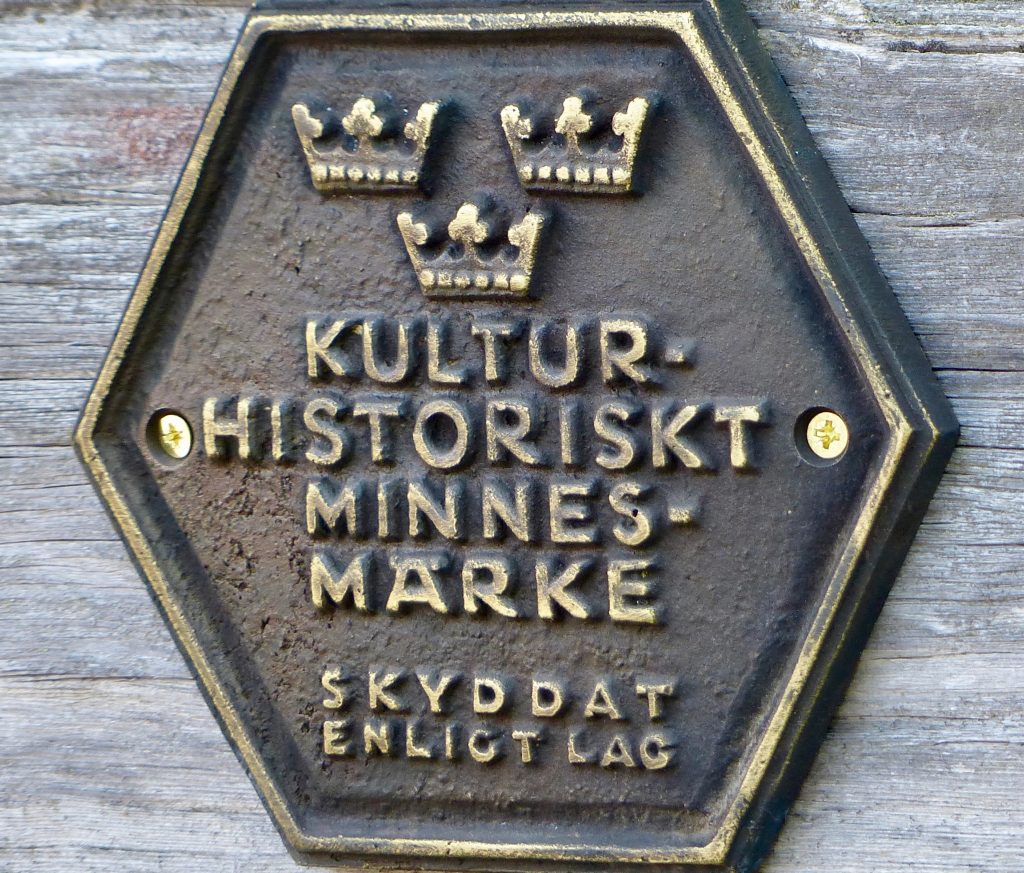 KULTUR-
HISTORISKT
MINNES-
MÄRKE
SKYDDAT
ENLIGT LAG